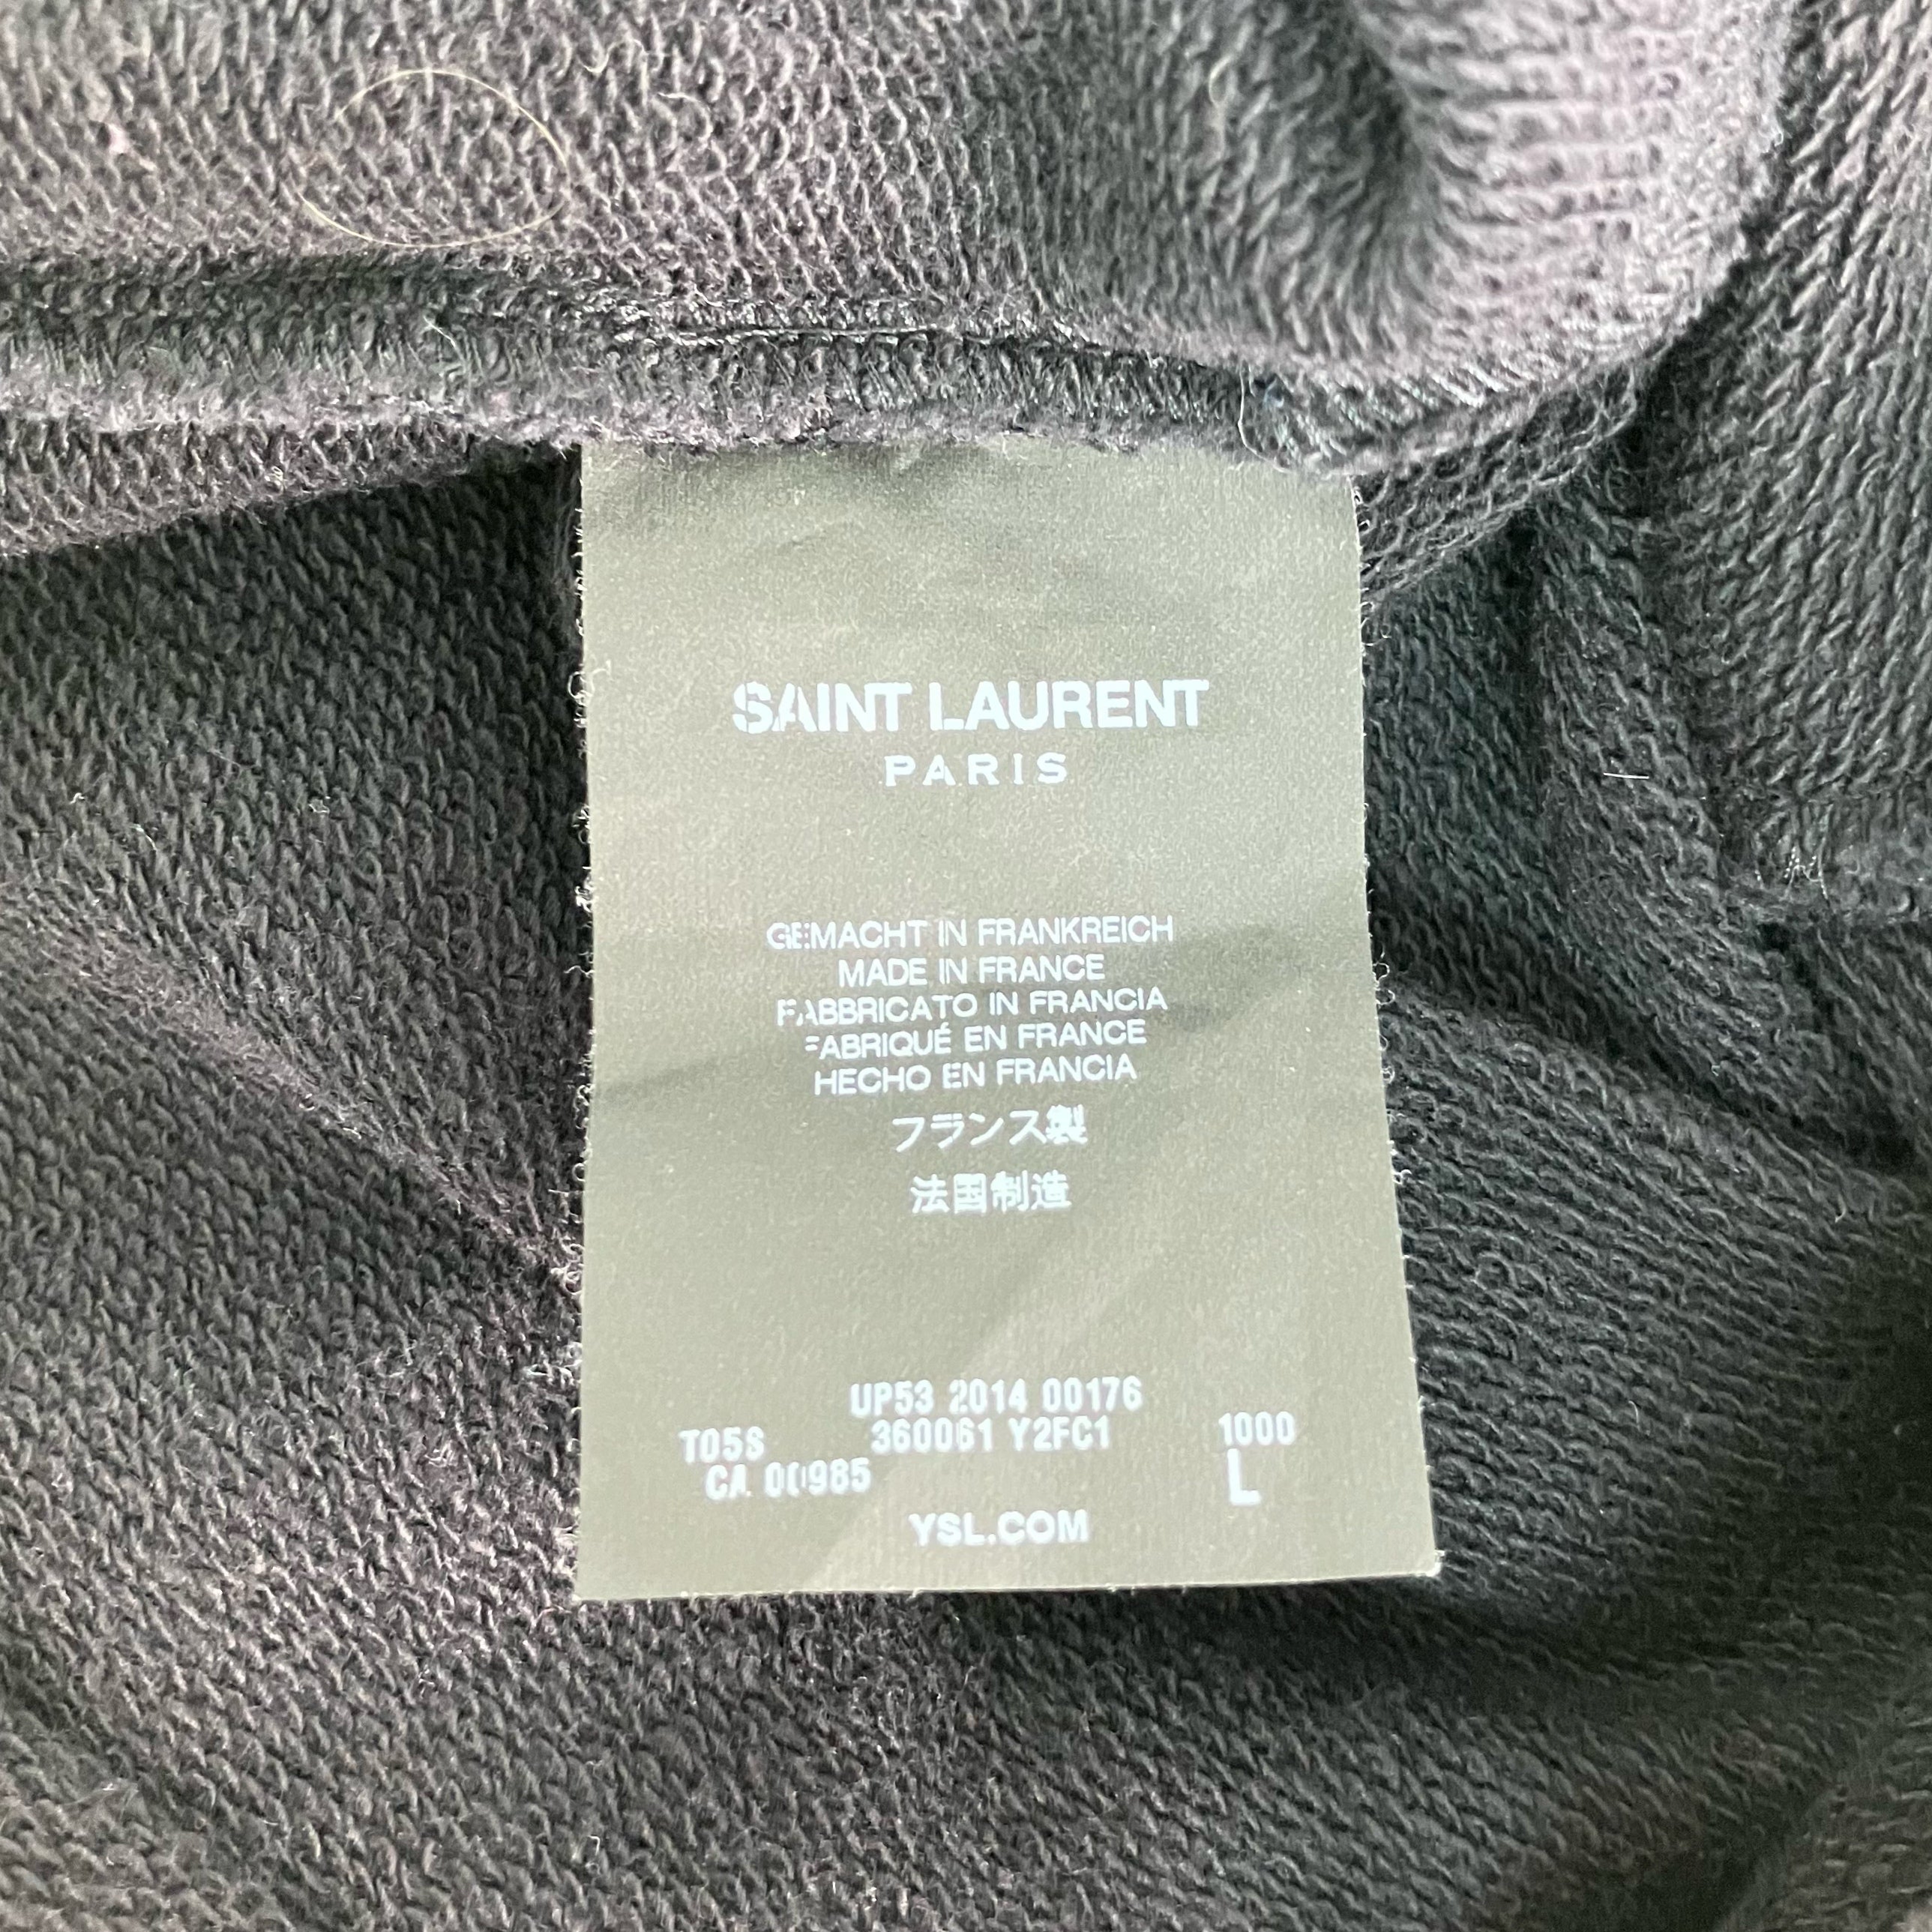 SAINT LAURENT
PARIS
GEMACHT IN FRANKREICH
MADE IN FRANCE
FABBRICATO IN FRANCIA
FABRIQUÉ EN FRANCE
HECHO EN FRANCIA
フランス製
法国制造
UP53 2014 00176
T05S 360061 Y2FC1 1000
CA 00985 L
YSL.COM